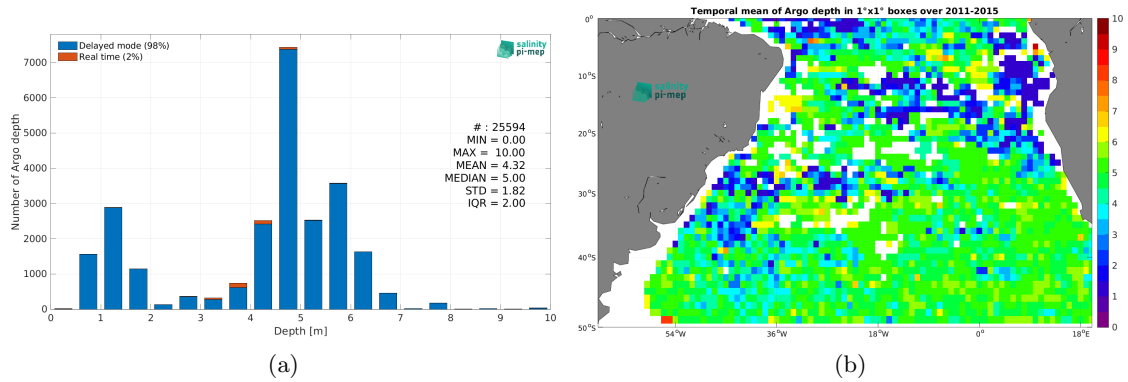 Delayed mode (98%)
Real time (2%)
salinity
pi-mep
# : 25594
MIN = 0.00
MAX = 10.00
MEAN = 4.32
MEDIAN = 5.00
STD = 1.82
IQR = 2.00
Number of Argo depth
7000
6000
5000
4000
3000
2000
1000
0
0 1 2 3 4 5 6 7 8 9 10
Depth [m]
(a)
Temporal mean of Argo depth in 1°x1° boxes over 2011-2015
salinity
pi-mep
0°
10°S
20°S
30°S
40°S
50°S
54°W 36°W 18°W 0° 18°E
10
9
8
7
6
5
4
3
2
1
0
(b)